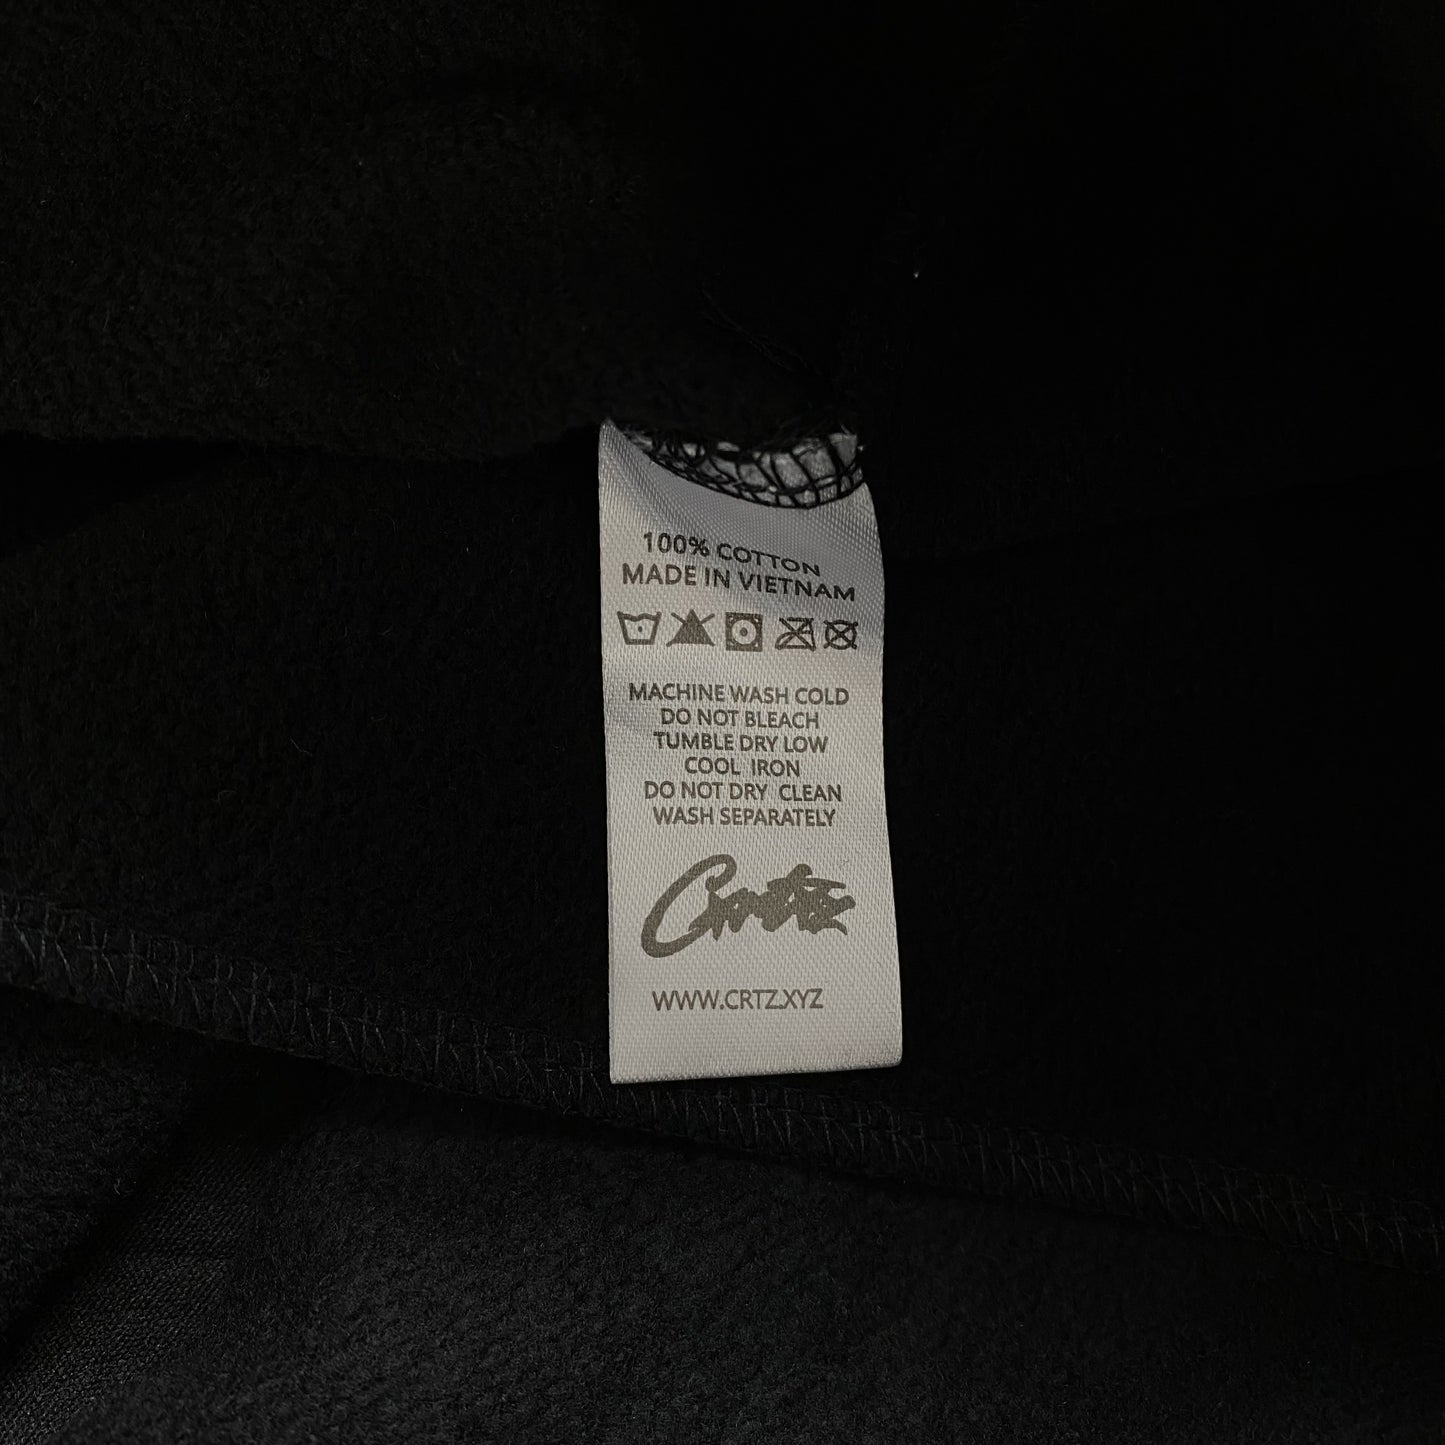 100% COTTON
MADE IN VIETNAM
MACHINE WASH COLD
DO NOT BLEACH
TUMBLE DRY LOW
COOL IRON
DO NOT DRY CLEAN
WASH SEPARATELY
Crtz
WWW.CRTZ.XYZ